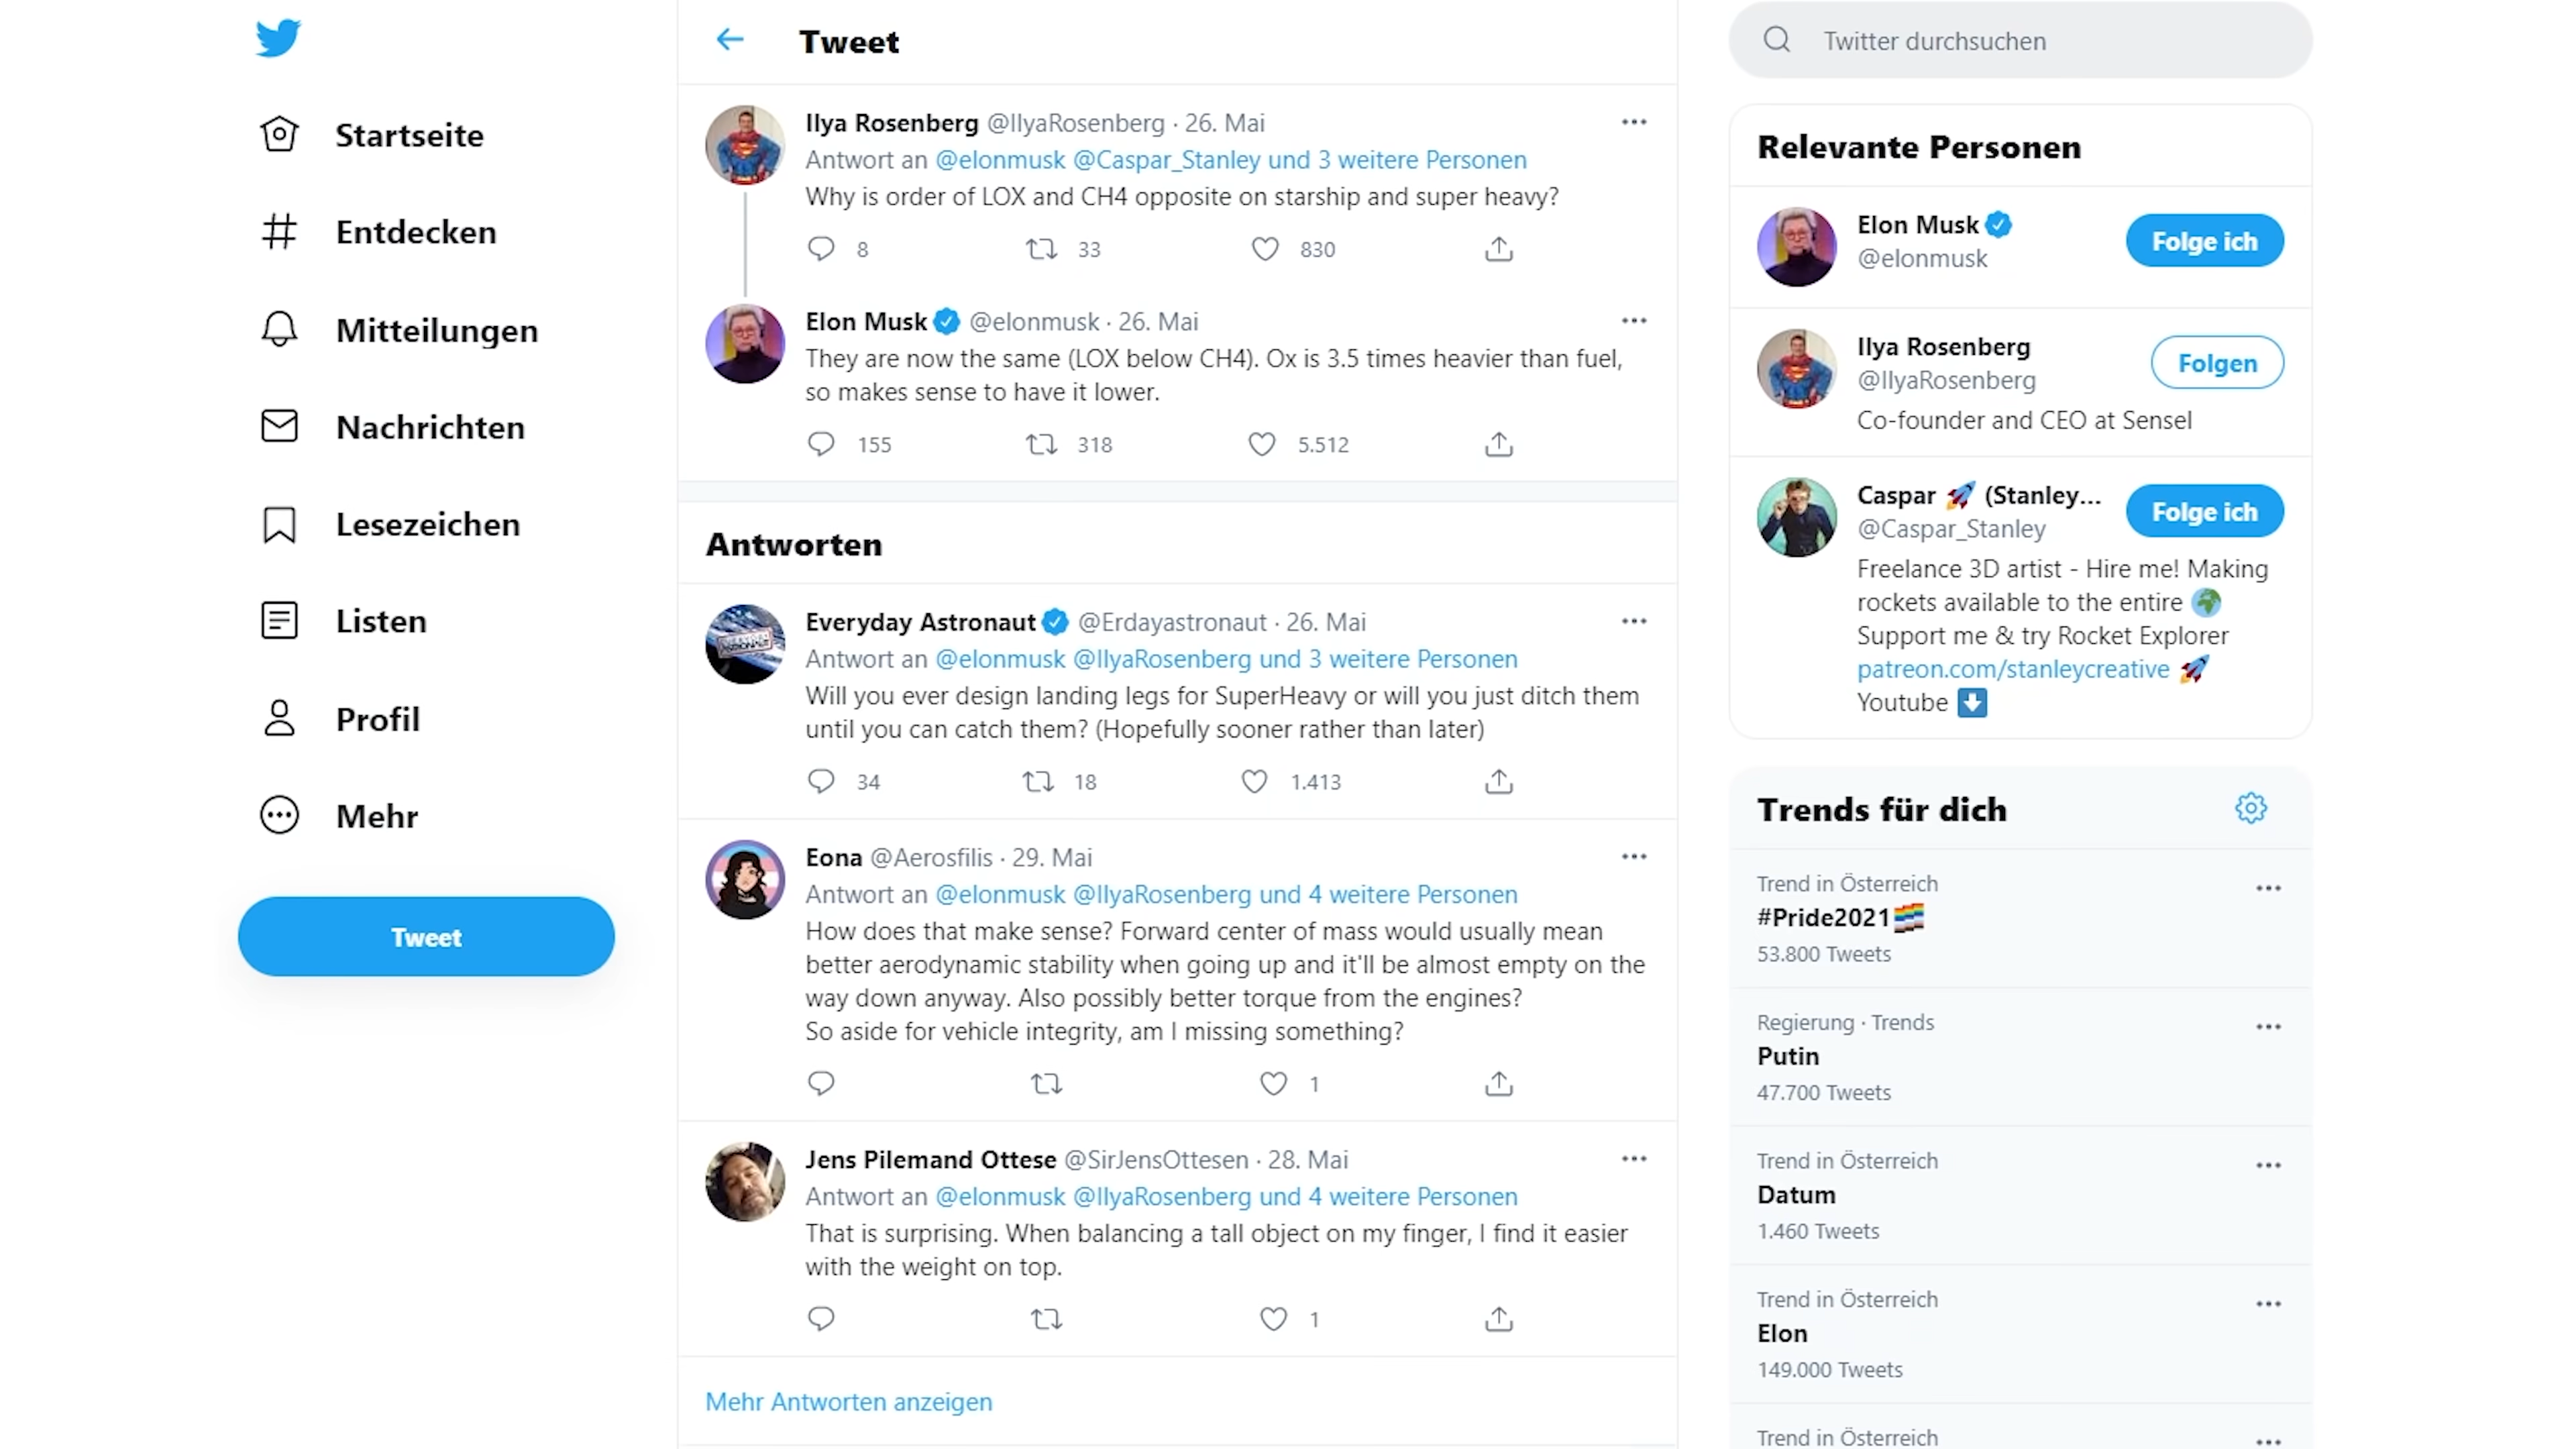 Startseite
Entdecken
Mitteilungen
Nachrichten
Lesezeichen
Listen
Profil
Mehr
Tweet
Tweet
Ilya Rosenberg @IlyaRosenberg · 26. Mai
Antwort an @elonmusk @Caspar_Stanley und 3 weitere Personen
Why is order of LOX and CH4 opposite on starship and super heavy?
8 33 830
Elon Musk @elonmusk · 26. Mai
They are now the same (LOX below CH4). Ox is 3.5 times heavier than fuel,
so makes sense to have it lower.
155 318 5.512
Antworten
Everyday Astronaut @Erdayastronaut · 26. Mai
Antwort an @elonmusk @IlyaRosenberg und 3 weitere Personen
Will you ever design landing legs for SuperHeavy or will you just ditch them
until you can catch them? (Hopefully sooner rather than later)
34 18 1.413
Eona @Aerosfilis · 29. Mai
Antwort an @elonmusk @IlyaRosenberg und 4 weitere Personen
How does that make sense? Forward center of mass would usually mean
better aerodynamic stability when going up and it'll be almost empty on the
way down anyway. Also possibly better torque from the engines?
So aside for vehicle integrity, am I missing something?
1
Jens Pilemand Ottese @SirJensOttesen · 28. Mai
Antwort an @elonmusk @IlyaRosenberg und 4 weitere Personen
That is surprising. When balancing a tall object on my finger, I find it easier
with the weight on top.
1
Mehr Antworten anzeigen
Twitter durchsuchen
Relevante Personen
Elon Musk
@elonmusk
Folge ich
Ilya Rosenberg
@IlyaRosenberg
Folgen
Co-founder and CEO at Sensel
Caspar 🚀 (Stanley...
@Caspar_Stanley
Folge ich
Freelance 3D artist - Hire me! Making
rockets available to the entire 🌍
Support me & try Rocket Explorer
patreon.com/stanleycreative 🚀
Youtube ⬇️
Trends für dich
Trend in Österreich
#Pride2021
53.800 Tweets
Regierung · Trends
Putin
47.700 Tweets
Trend in Österreich
Datum
1.460 Tweets
Trend in Österreich
Elon
149.000 Tweets
Trend in Österreich